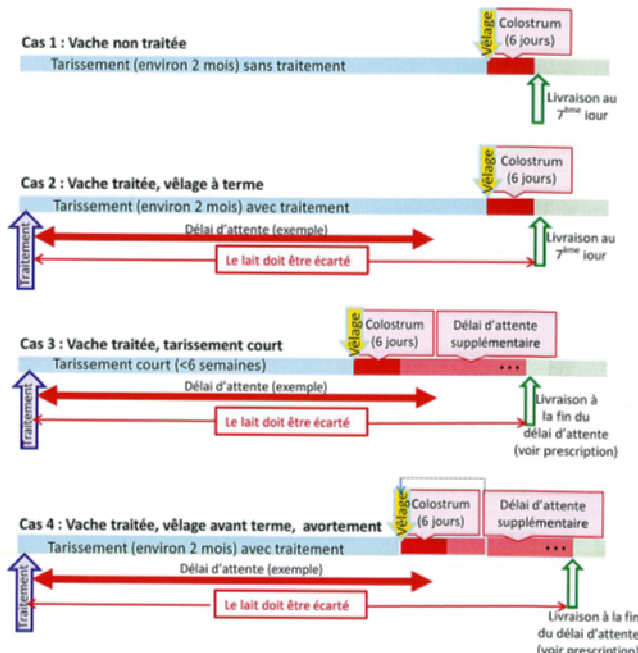 Cas 1 : Vache non traitée
Vêlage
Colostrum
(6 jours)
Tarissement (environ 2 mois) sans traitement
Livraison au
7ème jour
Cas 2 : Vache traitée, vêlage à terme
Vêlage
Colostrum
(6 jours)
Tarissement (environ 2 mois) avec traitement
Traitement
Délai d'attente (exemple)
Le lait doit être écarté
Livraison au
7ème jour
Cas 3 : Vache traitée, tarissement court
Vêlage
Colostrum
(6 jours)
Délai d'attente
supplémentaire
Tarissement court (<6 semaines)
...
Traitement
Délai d'attente (exemple)
Le lait doit être écarté
Livraison à
la fin du
délai d'attente
(voir prescription)
Cas 4 : Vache traitée, vêlage avant terme, avortement
Vêlage
Colostrum
(6 jours)
Délai d'attente
supplémentaire
Tarissement (environ 2 mois) avec traitement
...
Traitement
Délai d'attente (exemple)
Le lait doit être écarté
Livraison à la fin
du délai d'attente
(voir prescription)